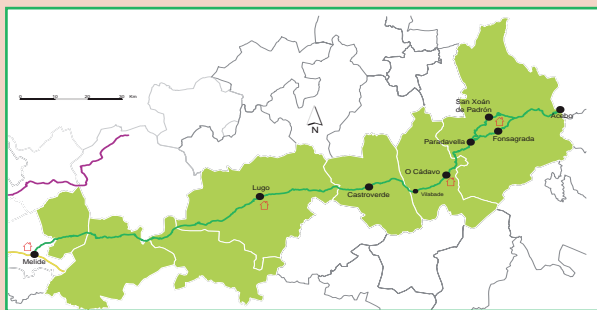 0 10 20 30 Km
N
San Xoán
de Padrón
Acebo
Fonsagrada
Paradavella
O Cádavo
Lugo
Castroverde
Vilabade
Melide